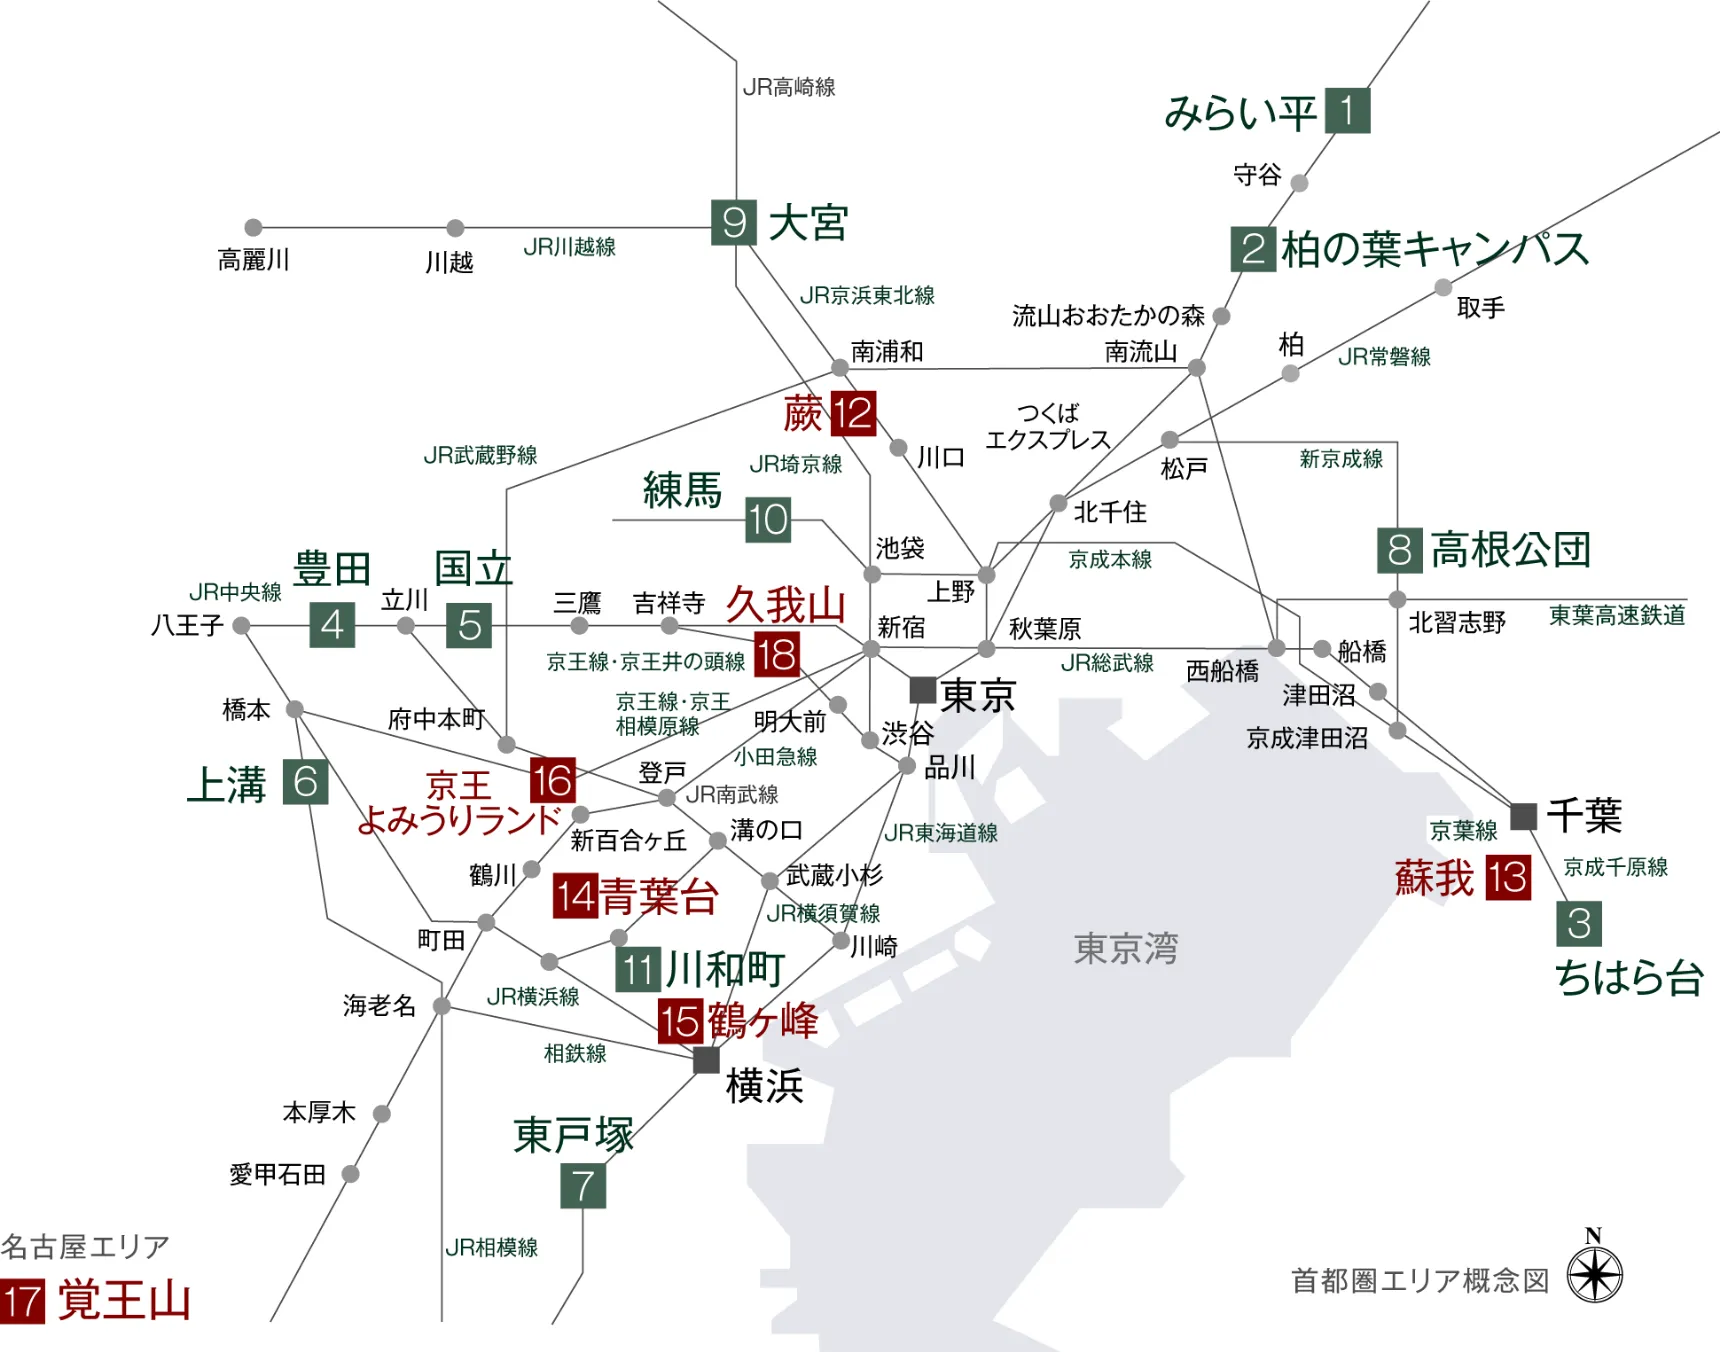 JR高崎線
みらい平 1
守谷
9 大宮
JR川越線
高麗川
川越
2 柏の葉キャンパス
JR京浜東北線
取手
流山おおたかの森
南浦和
南流山
柏
JR常磐線
蕨 12
つくば
エクスプレス
JR武蔵野線
JR埼京線
川口
松戸
新京成線
練馬
10
北千住
池袋
京成本線
8 高根公団
豊田
国立
JR中央線
立川
三鷹
吉祥寺
久我山
上野
八王子
4
5
新宿
秋葉原
北習志野
東葉高速鉄道
京王線・京王井の頭線
18
JR総武線
西船橋
船橋
橋本
府中本町
京王線・京王
相模原線
明大前
東京
津田沼
渋谷
京成津田沼
上溝 6
京王
よみうりランド
16
登戸
小田急線
品川
JR南武線
新百合ヶ丘
溝の口
JR東海道線
京葉線
千葉
鶴川
武蔵小杉
蘇我 13
京成千原線
14 青葉台
JR横須賀線
町田
川崎
東京湾
3
ちはら台
11 川和町
JR横浜線
海老名
15 鶴ヶ峰
相鉄線
横浜
本厚木
東戸塚
愛甲石田
7
名古屋エリア
JR相模線
N
首都圏エリア概念図
17 覚王山